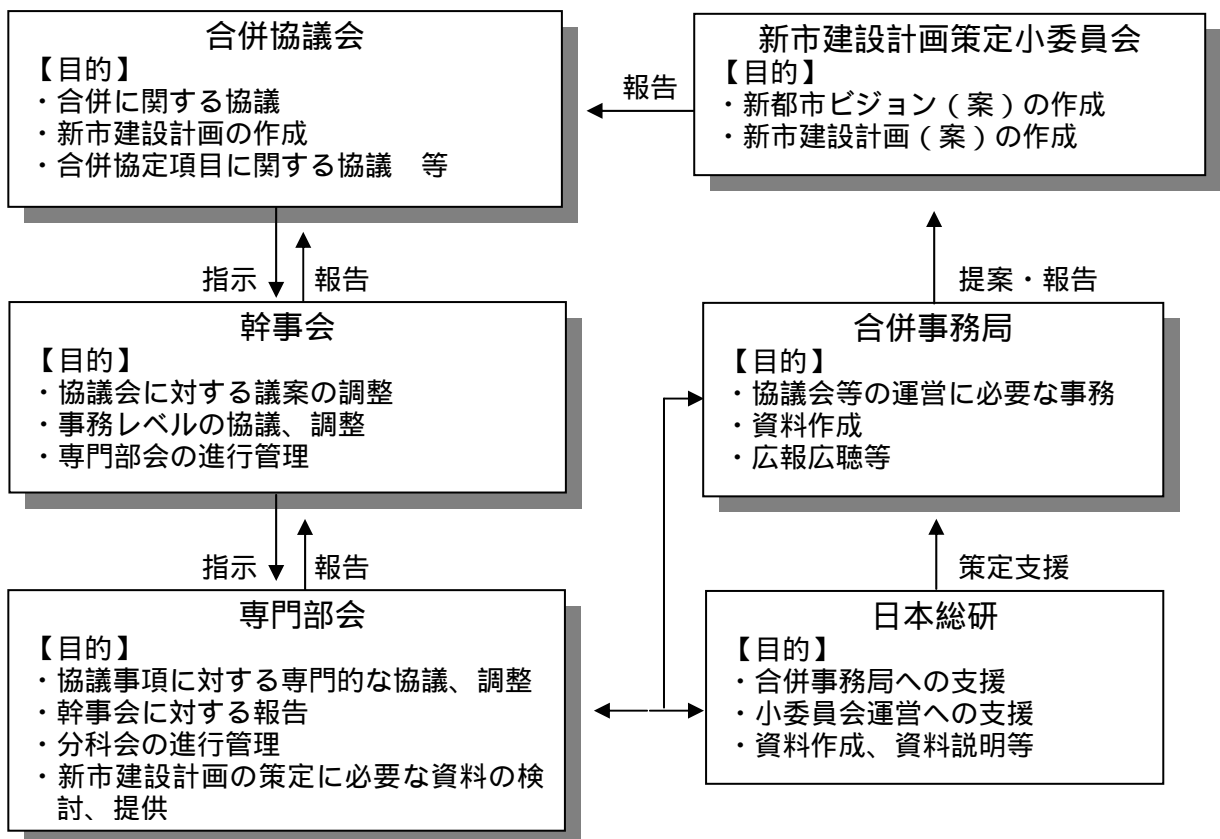 合併協議会
【目的】
・合併に関する協議
・新市建設計画の作成
・合併協定項目に関する協議　等
報告
新市建設計画策定小委員会
【目的】
・新都市ビジョン（案）の作成
・新市建設計画（案）の作成
指示
報告
提案・報告
幹事会
【目的】
・協議会に対する議案の調整
・事務レベルの協議、調整
・専門部会の進行管理
合併事務局
【目的】
・協議会等の運営に必要な事務
・資料作成
・広報広聴等
指示
報告
策定支援
専門部会
【目的】
・協議事項に対する専門的な協議、調整
・幹事会に対する報告
・分科会の進行管理
・新市建設計画の策定に必要な資料の検
討、提供
日本総研
【目的】
・合併事務局への支援
・小委員会運営への支援
・資料作成、資料説明等